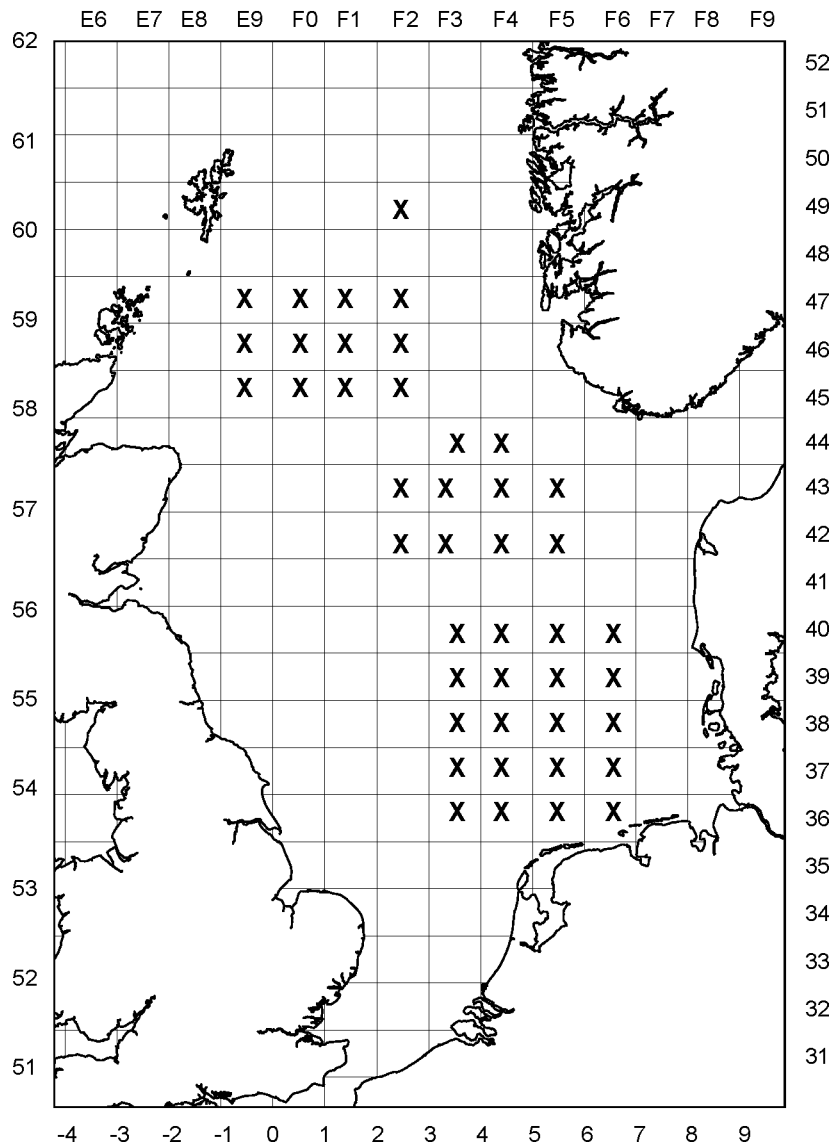 E6 E7 E8 E9 F0 F1 F2 F3 F4 F5 F6 F7 F8 F9
62
52
51
61
50
X 49
60
48
X X X X 47
59
X X X X 46
X X X X 45
58
X X 44
X X X X 43
57
X X X X 42
41
56
X X X X 40
X X X X 39
55
X X X X 38
X X X X 37
54
X X X X 36
35
53
34
33
52
32
31
51
-4 -3 -2 -1 0 1 2 3 4 5 6 7 8 9